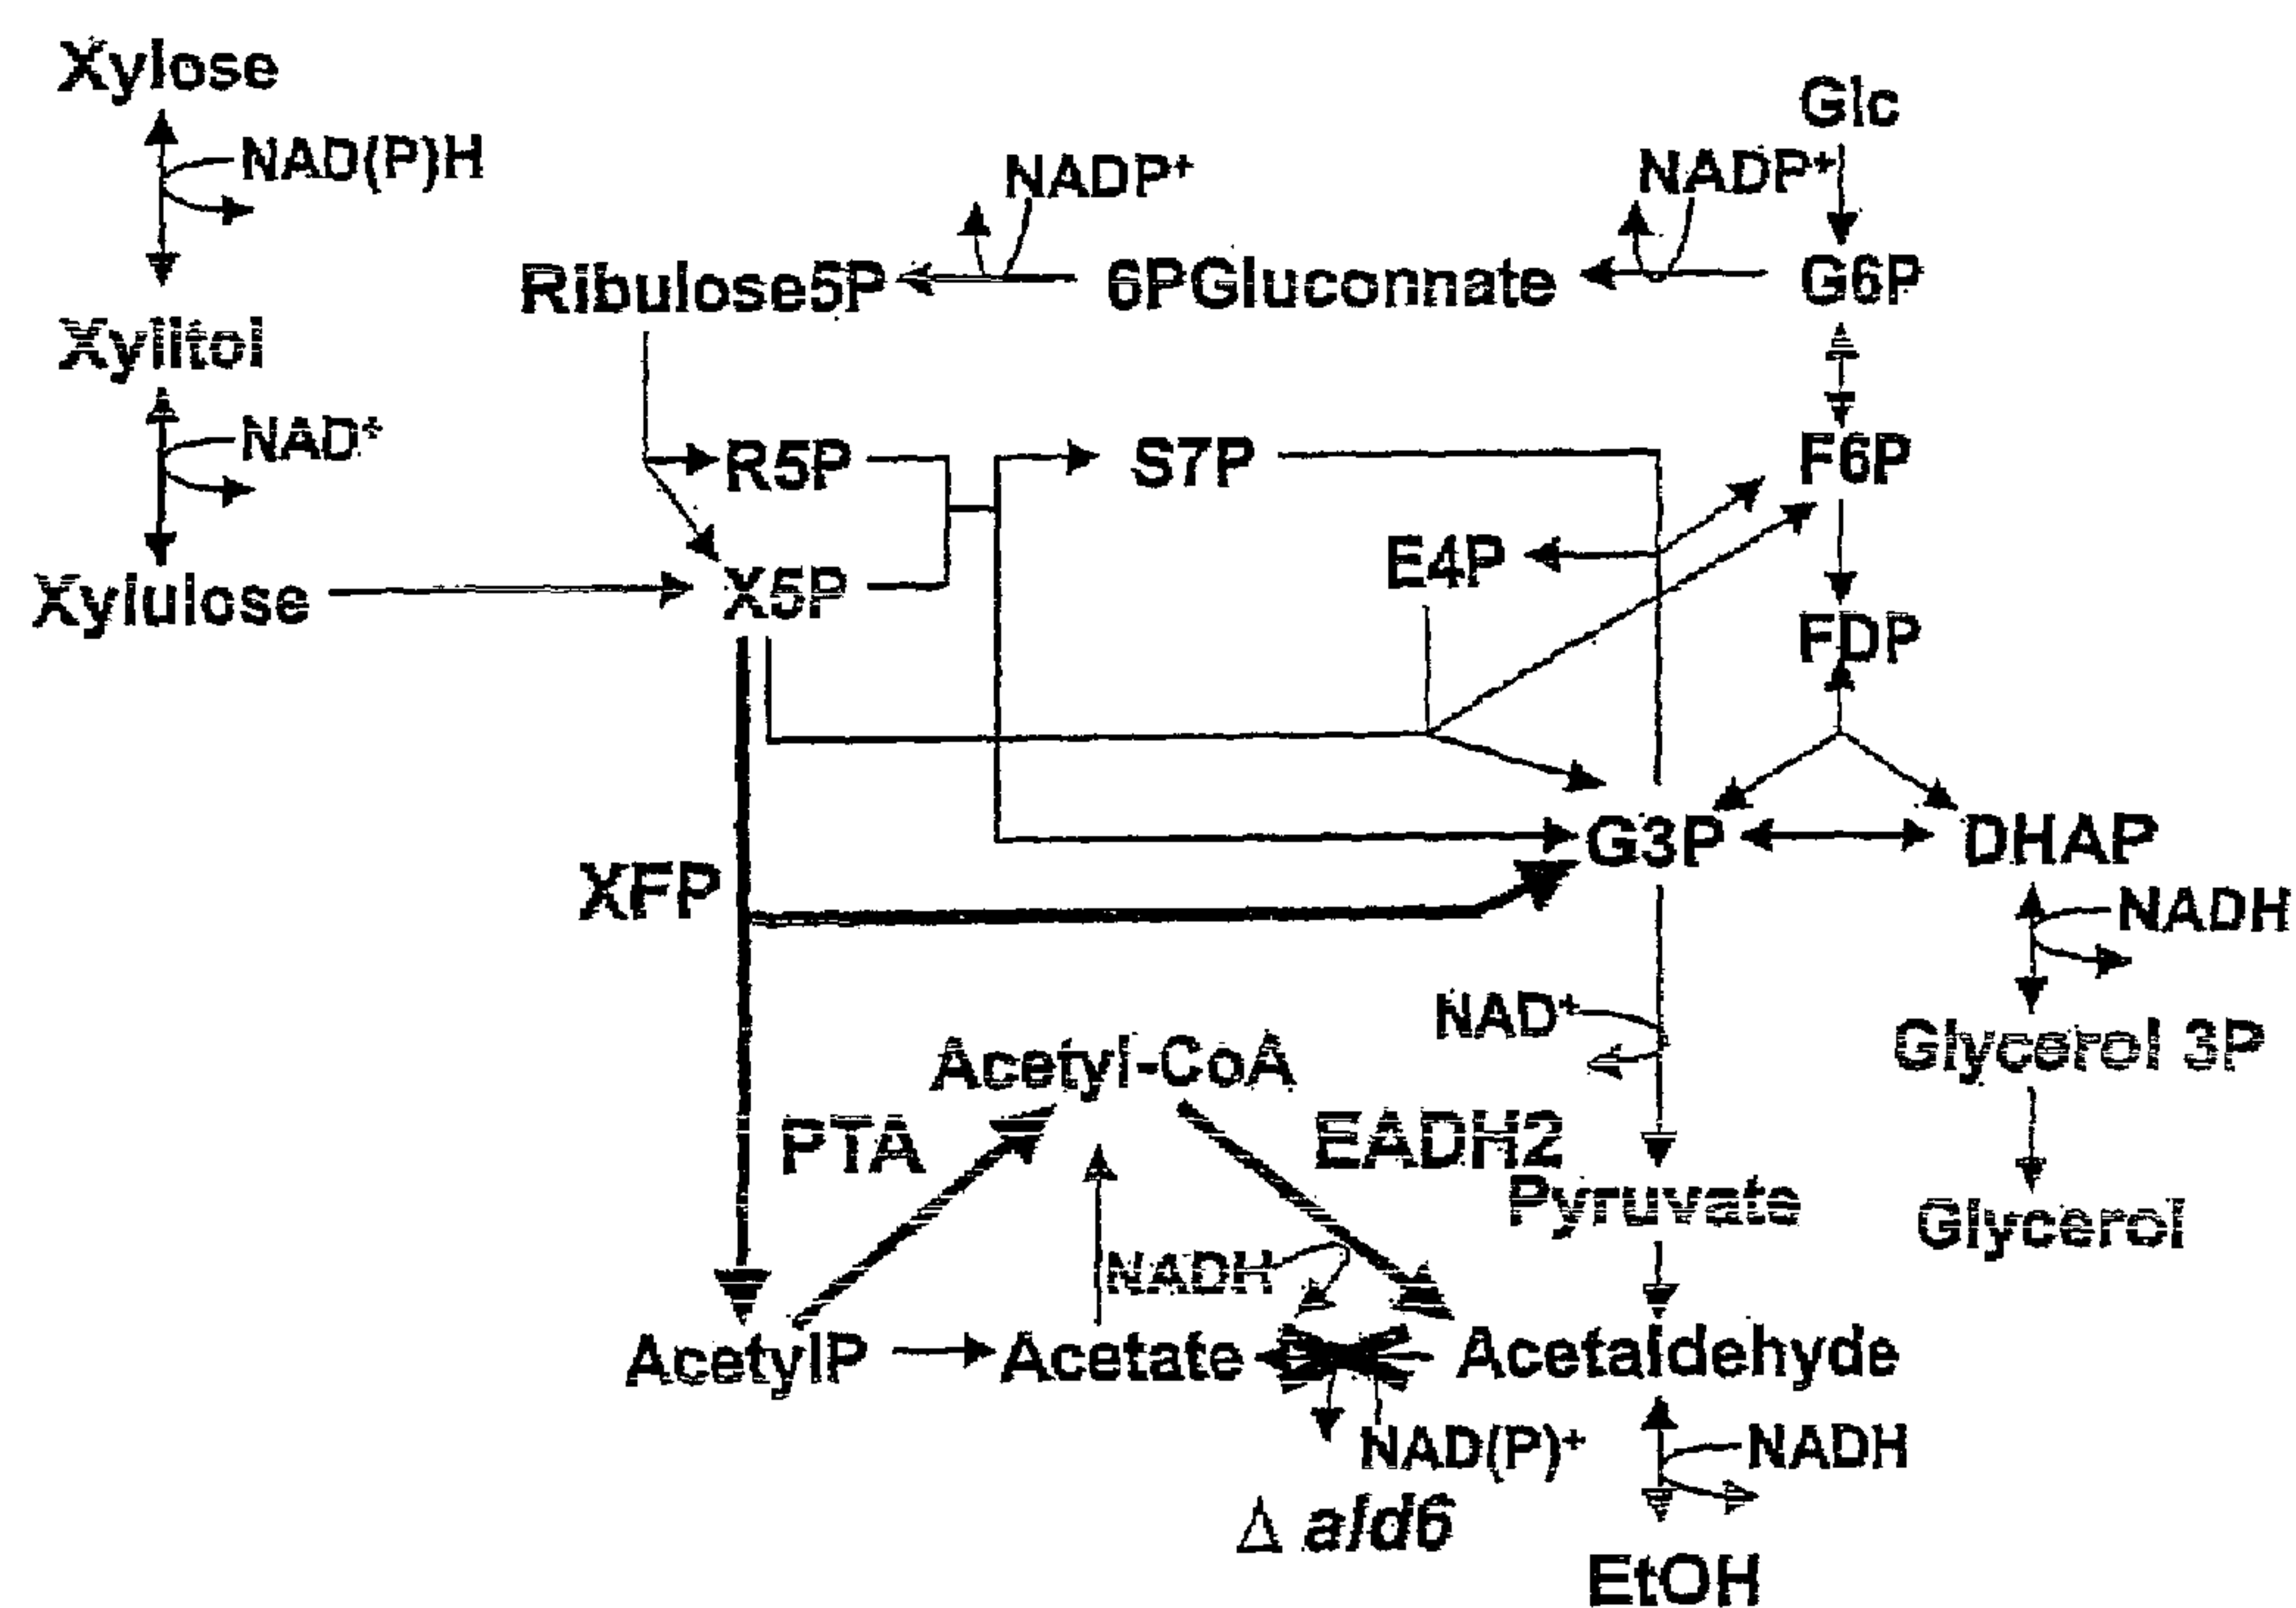 Xylose
Glc
NAD(P)H
NADP+
NADP+
Ribulose5P
6PGluconnate
G6P
Xylitol
NAD+
R5P
S7P
F6P
E4P
Xylulose
X5P
FDP
G3P
DHAP
XFP
NADH
NAD+
Acetyl-CoA
Glycerol 3P
PTA
EADH2
Pyruvate
Glycerol
NADH
AcetylP
Acetate
Acetaldehyde
NAD(P)+
NADH
Δ ald6
EtOH